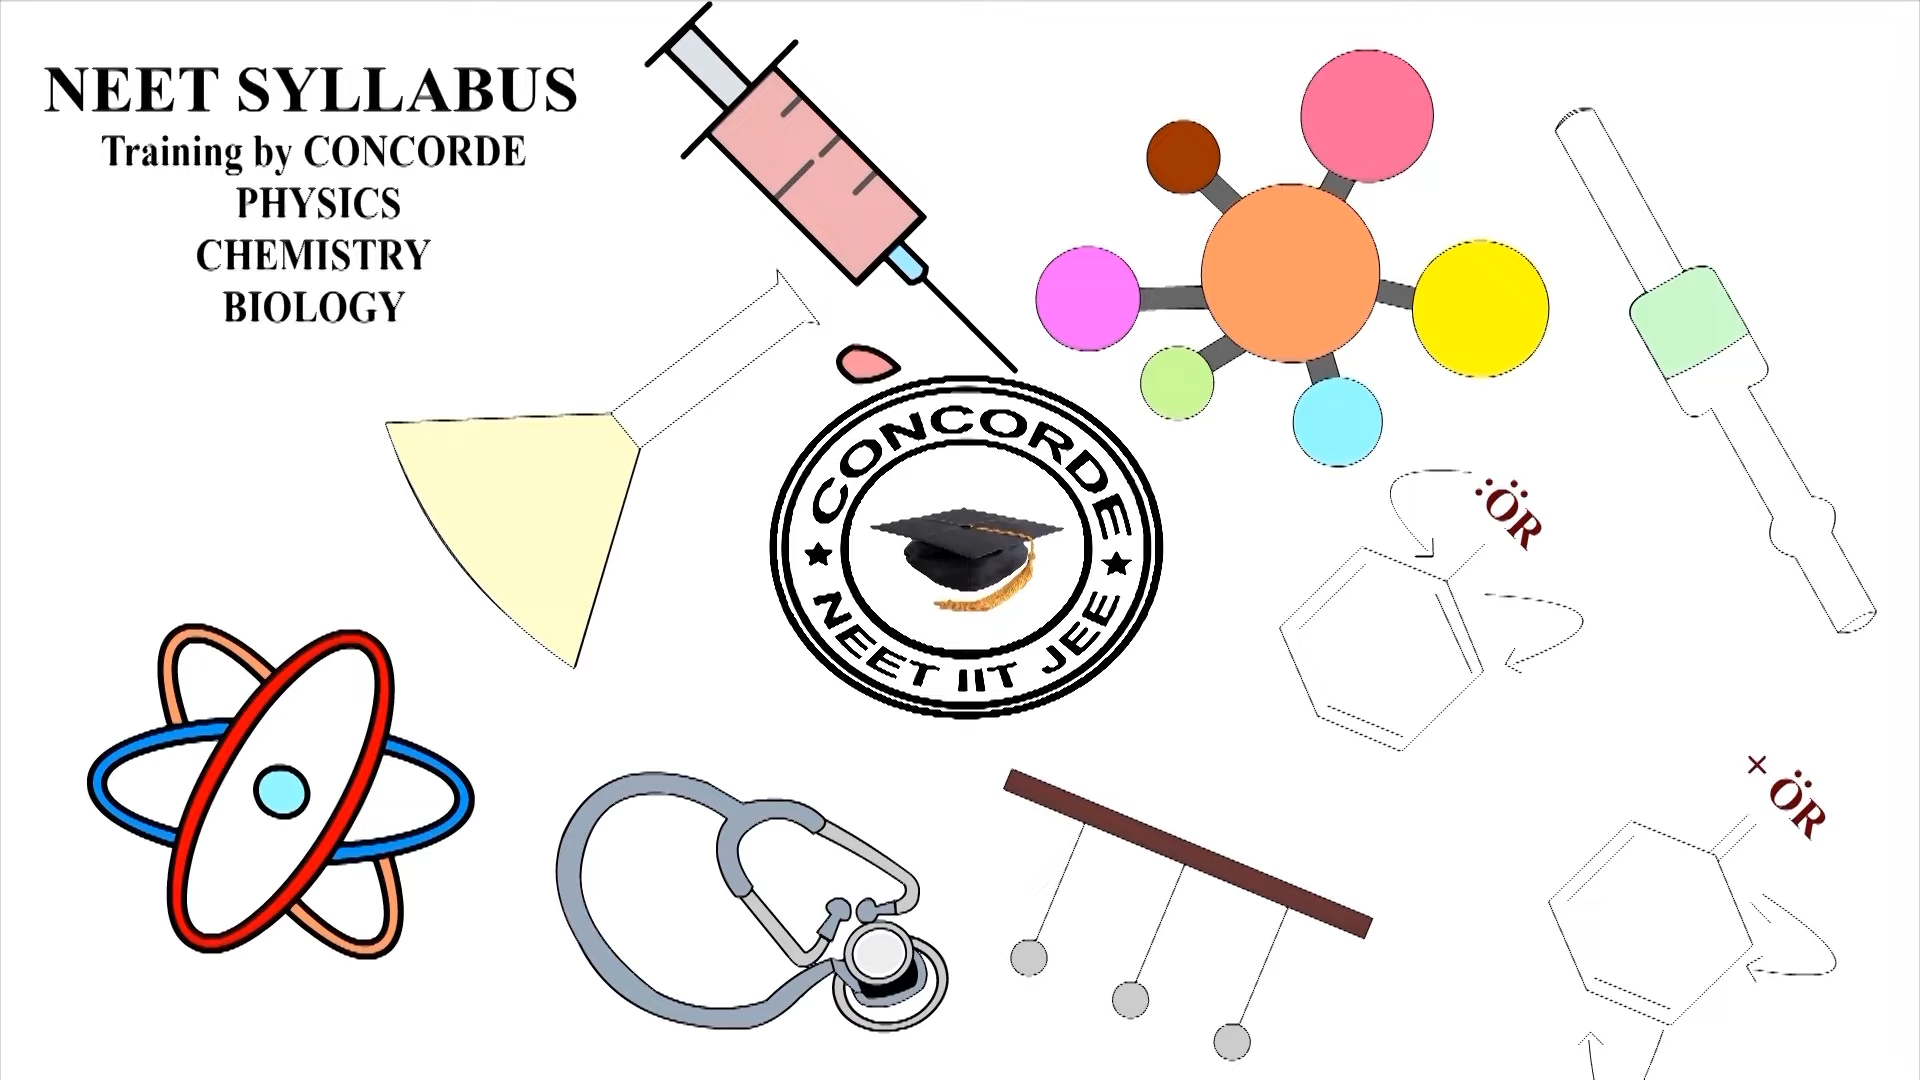 NEET SYLLABUS
Training by CONCORDE
PHYSICS
CHEMISTRY
BIOLOGY
CONCORDE
★ NEET IIT JEE ★
:ÖR
+ ÖR